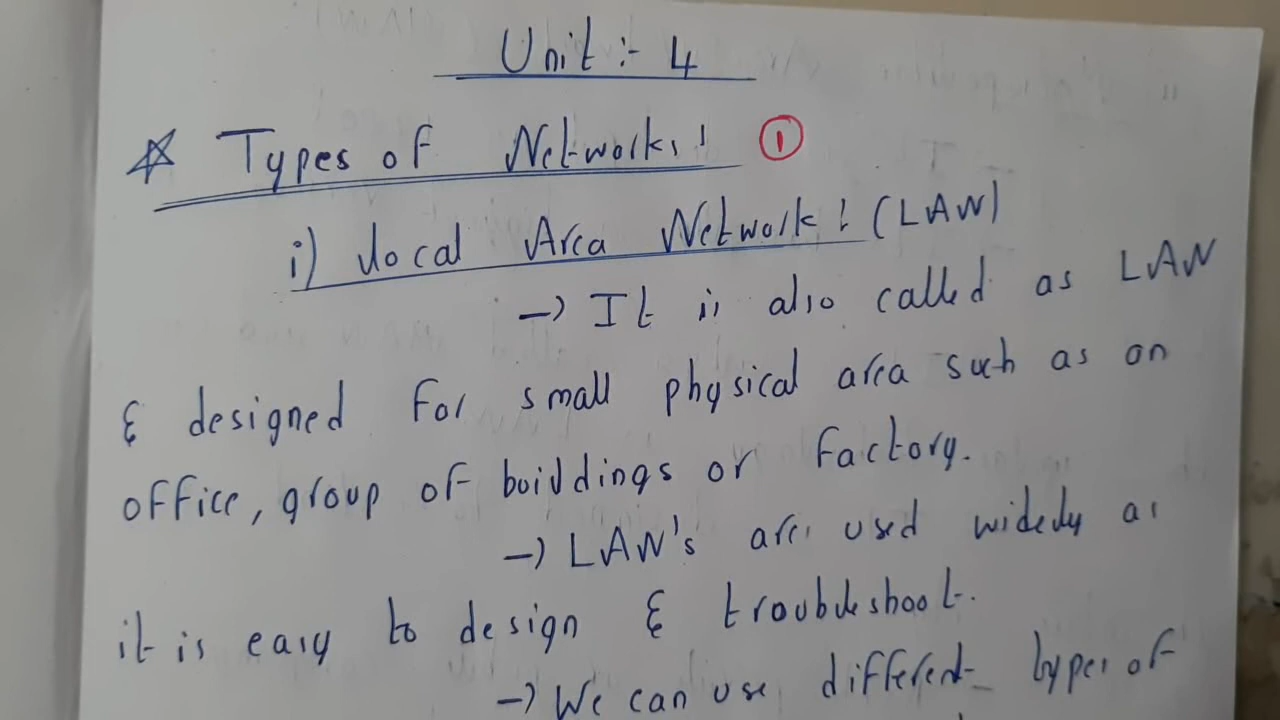 Unit :- 4
☆ Types of Networks: ①
i) Local Area Network: (LAN)
→ It is also called as LAN
& designed for small physical area such as an
office, group of buildings or factory.
→ LAN's are used widely as
it is easy to design & troubleshoot.
→ We can use different types of